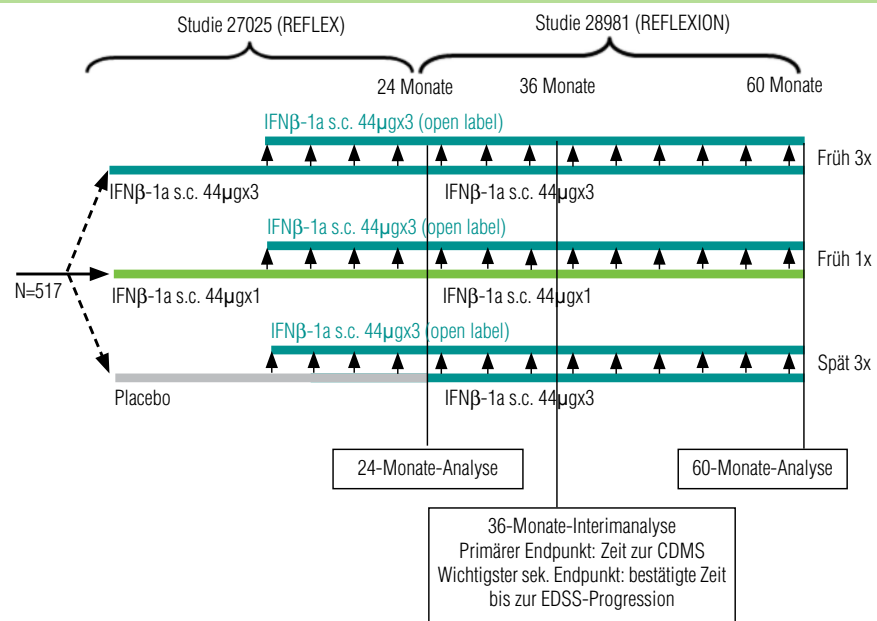 Studie 27025 (REFLEX)
Studie 28981 (REFLEXION)
24 Monate
36 Monate
60 Monate
IFNβ-1a s.c. 44µgx3 (open label)
Früh 3x
IFNβ-1a s.c. 44µgx3
IFNβ-1a s.c. 44µgx3
IFNβ-1a s.c. 44µgx3 (open label)
Früh 1x
N=517
IFNβ-1a s.c. 44µgx1
IFNβ-1a s.c. 44µgx1
IFNβ-1a s.c. 44µgx3 (open label)
Spät 3x
Placebo
IFNβ-1a s.c. 44µgx3
24-Monate-Analyse
60-Monate-Analyse
36-Monate-Interimanalyse
Primärer Endpunkt: Zeit zur CDMS
Wichtigster sek. Endpunkt: bestätigte Zeit
bis zur EDSS-Progression